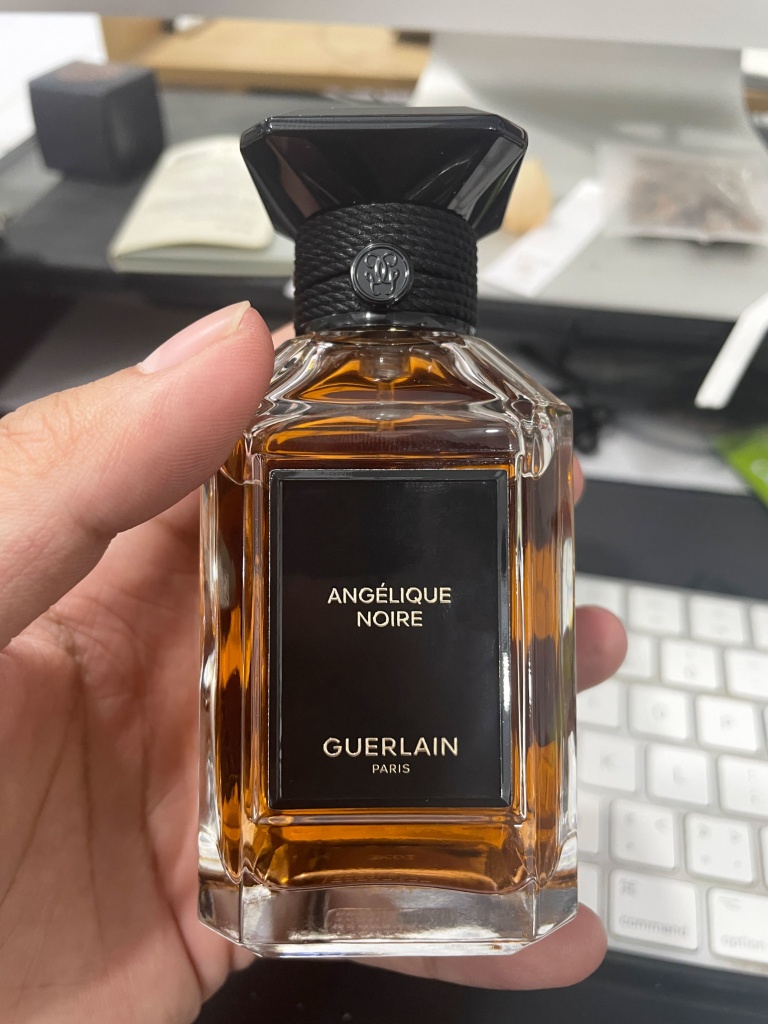 ANGÉLIQUE
NOIRE
GUERLAIN
PARIS
command
option